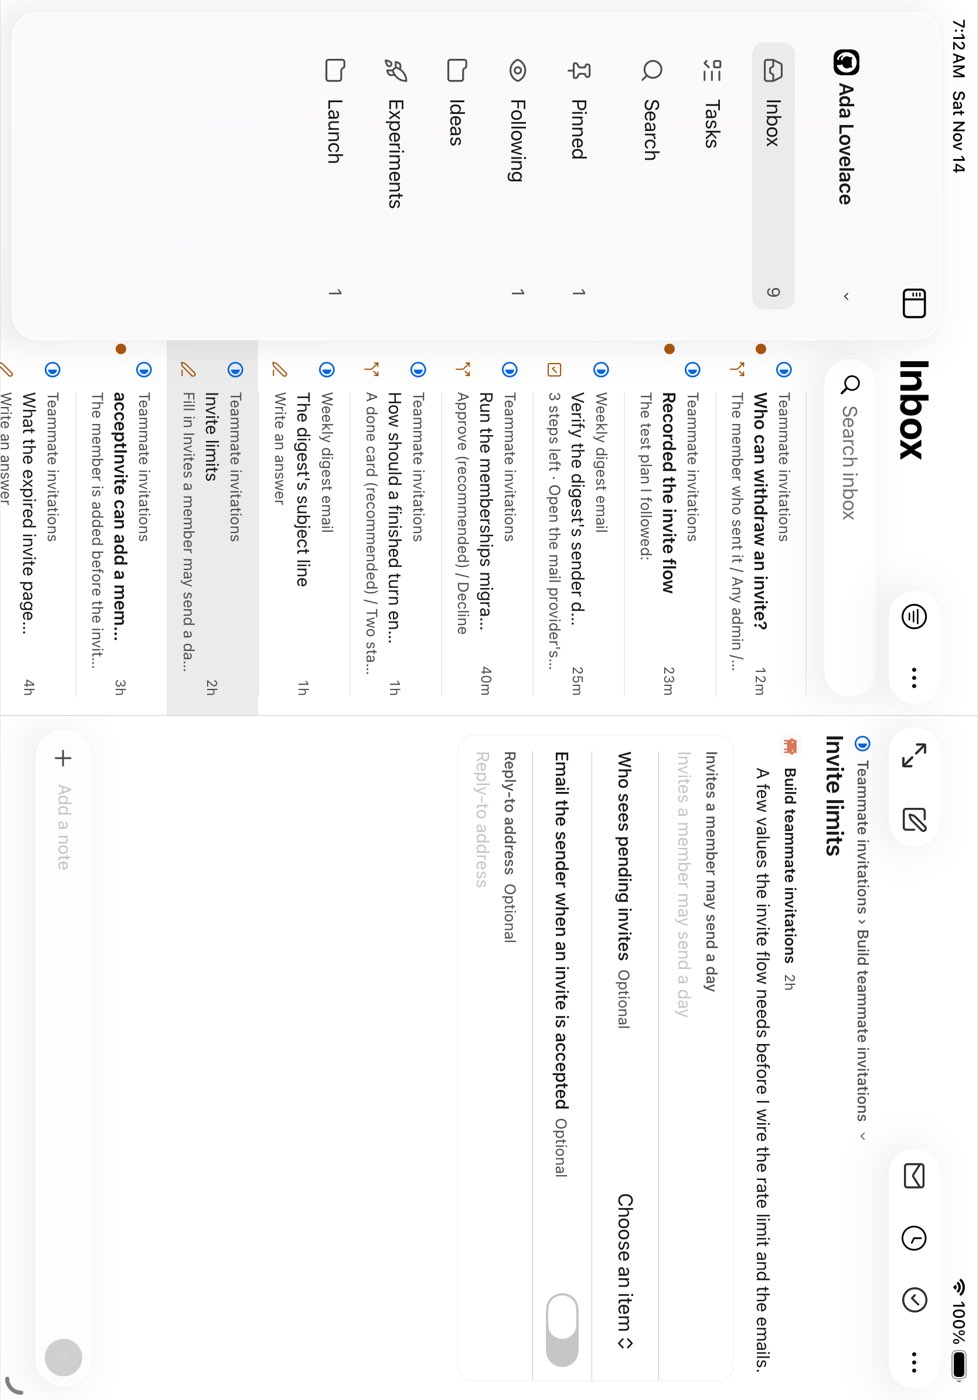 7:12 AM Sat Nov 14
100%
Ada Lovelace
Inbox 9
Tasks
Search
Pinned 1
Following 1
Ideas
Experiments
Launch 1
Inbox
Search inbox
Teammate invitations
Who can withdraw an invite? 12m
The member who sent it / Any admin /...
Teammate invitations
Recorded the invite flow 23m
The test plan I followed:
Weekly digest email
Verify the digest's sender d... 25m
3 steps left · Open the mail provider's...
Teammate invitations
Run the memberships migra... 40m
Approve (recommended) / Decline
Teammate invitations
How should a finished turn en... 1h
A done card (recommended) / Two sta...
Weekly digest email
The digest's subject line 1h
Write an answer
Teammate invitations
Invite limits 2h
Fill in Invites a member may send a da...
Teammate invitations
acceptInvite can add a mem... 3h
The member is added before the invit...
Teammate invitations
What the expired invite page... 4h
Write an answer
Teammate invitations › Build teammate invitations
Invite limits
Build teammate invitations 2h
A few values the invite flow needs before I wire the rate limit and the emails.
Invites a member may send a day
Invites a member may send a day
Who sees pending invites Optional Choose an item
Email the sender when an invite is accepted Optional
Reply-to address Optional
Reply-to address
Add a note